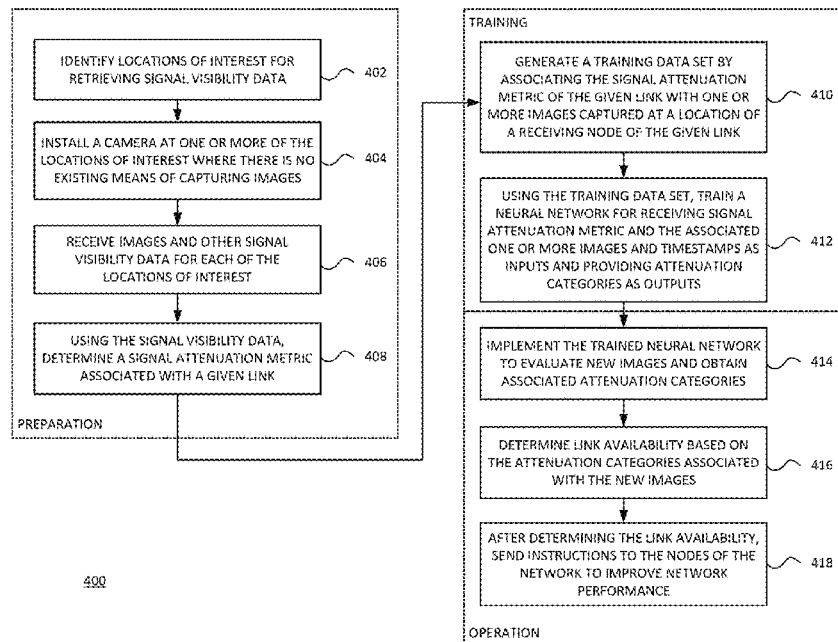 IDENTIFY LOCATIONS OF INTEREST FOR
RETRIEVING SIGNAL VISIBILITY DATA
402
INSTALL A CAMERA AT ONE OR MORE OF THE
LOCATIONS OF INTEREST WHERE THERE IS NO
EXISTING MEANS OF CAPTURING IMAGES
404
RECEIVE IMAGES AND OTHER SIGNAL
VISIBILITY DATA FOR EACH OF THE
LOCATIONS OF INTEREST
406
USING THE SIGNAL VISIBILITY DATA,
DETERMINE A SIGNAL ATTENUATION METRIC
ASSOCIATED WITH A GIVEN LINK
408
PREPARATION
TRAINING
GENERATE A TRAINING DATA SET BY
ASSOCIATING THE SIGNAL ATTENUATION
METRIC OF THE GIVEN LINK WITH ONE OR
MORE IMAGES CAPTURED AT A LOCATION OF
A RECEIVING NODE OF THE GIVEN LINK
410
USING THE TRAINING DATA SET, TRAIN A
NEURAL NETWORK FOR RECEIVING SIGNAL
ATTENUATION METRIC AND THE ASSOCIATED
ONE OR MORE IMAGES AND TIMESTAMPS AS
INPUTS AND PROVIDING ATTENUATION
CATEGORIES AS OUTPUTS
412
IMPLEMENT THE TRAINED NEURAL NETWORK
TO EVALUATE NEW IMAGES AND OBTAIN
ASSOCIATED ATTENUATION CATEGORIES
414
DETERMINE LINK AVAILABILITY BASED ON
THE ATTENUATION CATEGORIES ASSOCIATED
WITH THE NEW IMAGES
416
AFTER DETERMINING THE LINK AVAILABILITY,
SEND INSTRUCTIONS TO THE NODES OF THE
NETWORK TO IMPROVE NETWORK
PERFORMANCE
418
OPERATION
400